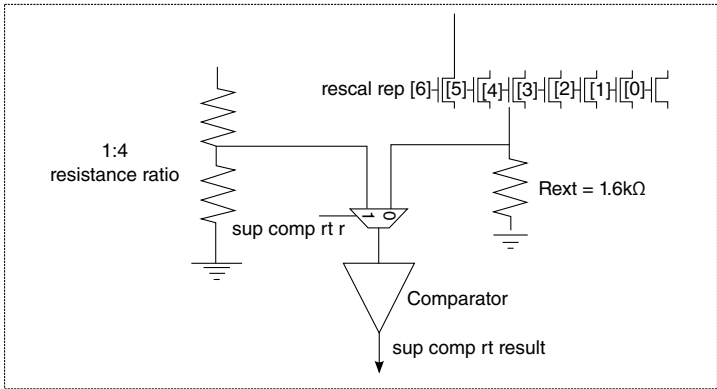 rescal rep [6] [5] [4] [3] [2] [1] [0]
1:4
resistance ratio
Rext = 1.6kΩ
1 0
sup comp rt r
Comparator
sup comp rt result